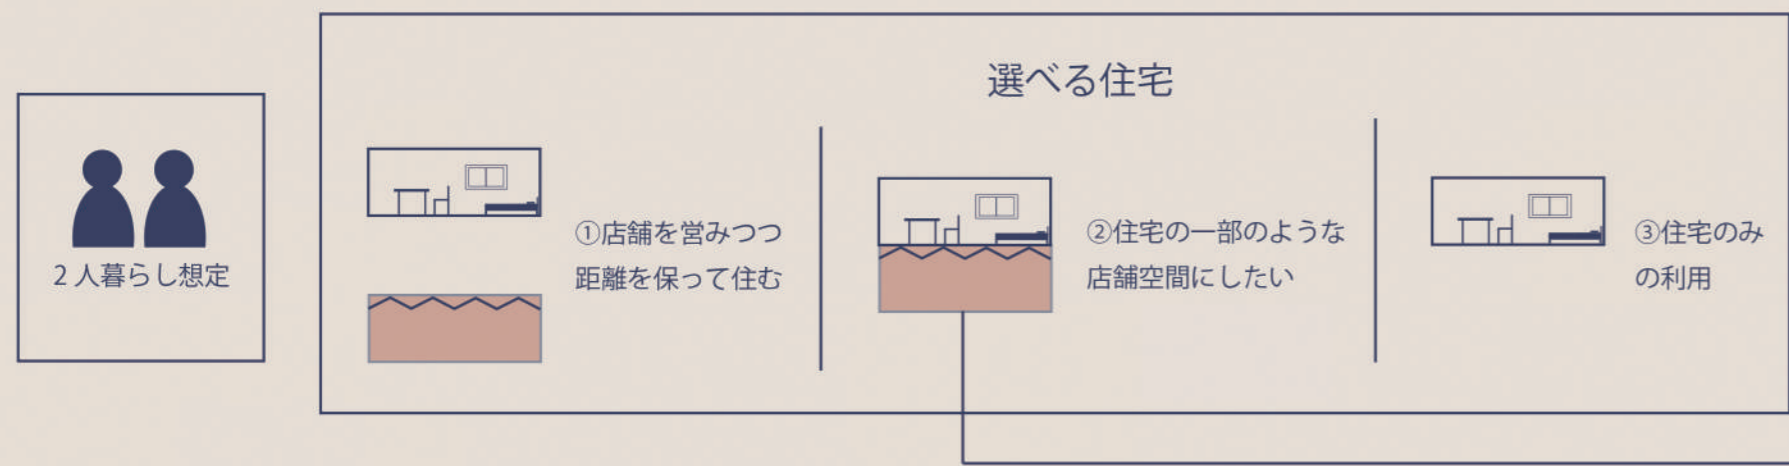 選べる住宅
2人暮らし想定
①店舗を営みつつ
距離を保って住む
②住宅の一部のような
店舗空間にしたい
③住宅のみ
の利用